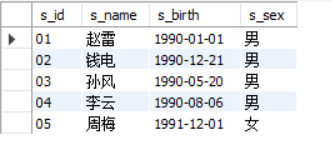 s_id s_name s_birth s_sex
01 赵雷 1990-01-01 男
02 钱电 1990-12-21 男
03 孙风 1990-05-20 男
04 李云 1990-08-06 男
05 周梅 1991-12-01 女